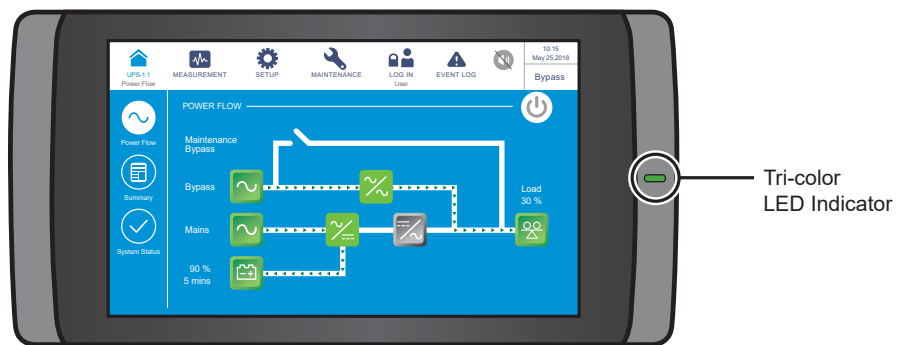 10:15
May 25,2018
UPS-1.1
MEASUREMENT
SETUP
MAINTENANCE
LOG IN
EVENT LOG
Power Flow
User
Bypass
POWER FLOW
Power Flow
Maintenance
Bypass
Bypass
Load
30 %
Summary
Mains
System Status
90 %
5 mins
Tri-color
LED Indicator